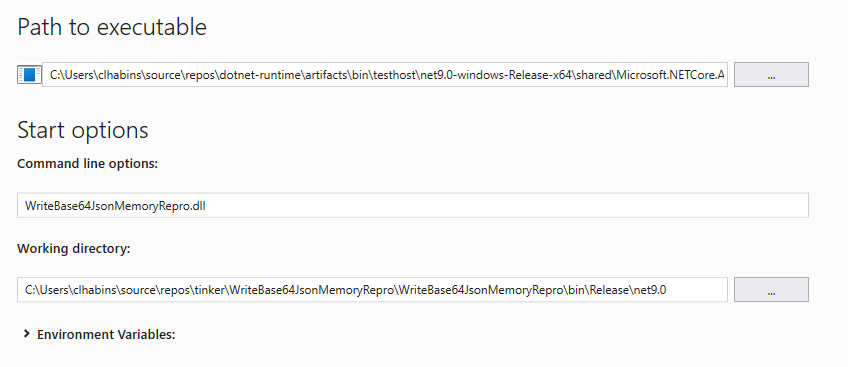 Path to executable
C:\Users\clhabins\source\repos\dotnet-runtime\artifacts\bin\testhost\net9.0-windows-Release-x64\shared\Microsoft.NETCore.A
...
Start options
Command line options:
WriteBase64JsonMemoryRepro.dll
Working directory:
C:\Users\clhabins\source\repos\tinker\WriteBase64JsonMemoryRepro\WriteBase64JsonMemoryRepro\bin\Release\net9.0
...
Environment Variables: